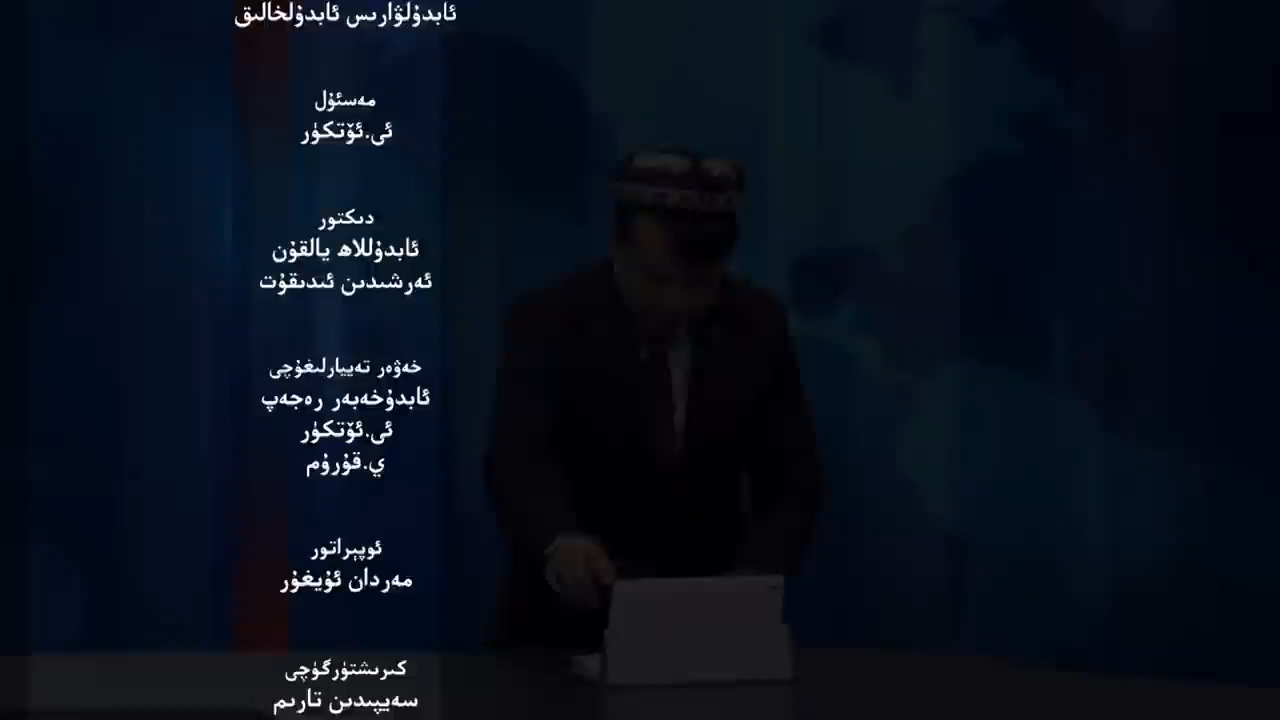 ئابدۇلۋارىس ئابدۇلخالىق
مەسئۇل
ئى.ئۆتكۈر
دىكتور
ئابدۇللاھ يالقۇن
ئەرشىدىن ئىدىقۇت
خەۋەر تەييارلىغۇچى
ئابدۇخەبەر رەجەپ
ئى.ئۆتكۈر
ي.قۇرۇم
ئوپېراتور
مەردان ئۇيغۇر
كىرىشتۈرگۈچى
سەيپىدىن تارىم